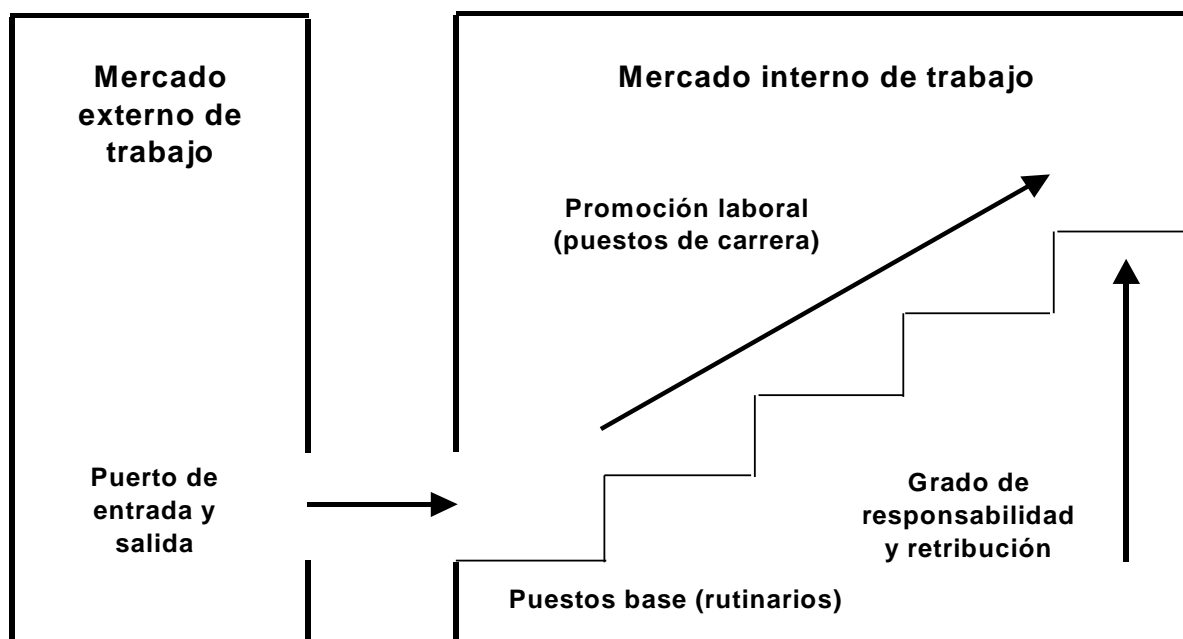 Mercado
externo de
trabajo
Mercado interno de trabajo
Promoción laboral
(puestos de carrera)
Puerto de
entrada y
salida
Grado de
responsabilidad
y retribución
Puestos base (rutinarios)